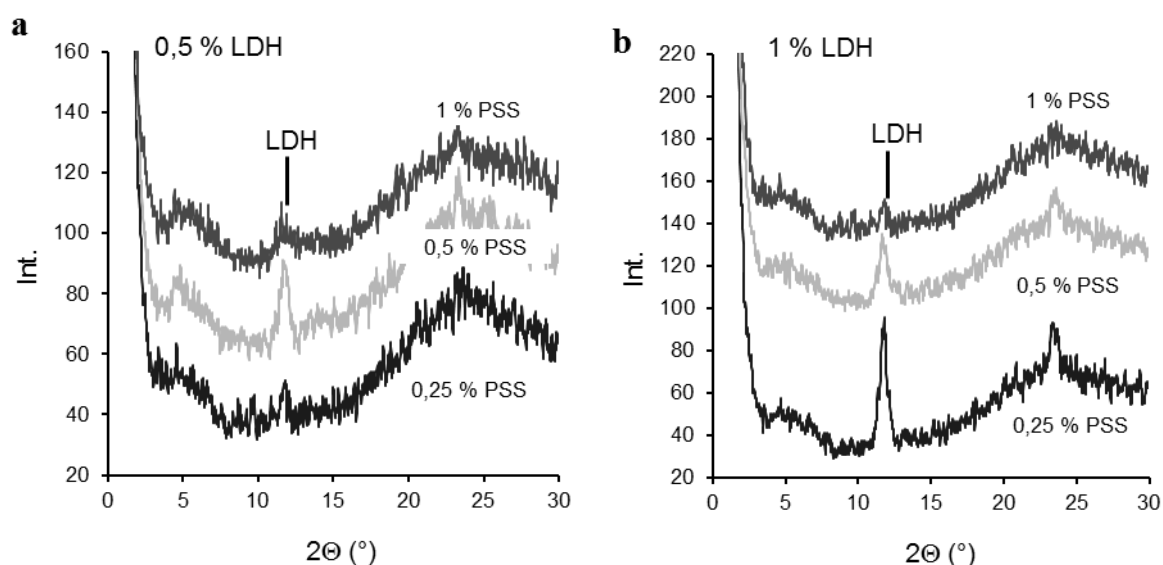 a
0,5 % LDH
160
140
120
100
80
60
40
20
Int.
1 % PSS
LDH
0,5 % PSS
0,25 % PSS
0 5 10 15 20 25 30
2Θ (°)
b
1 % LDH
220
200
180
160
140
120
100
80
60
40
20
Int.
1 % PSS
LDH
0,5 % PSS
0,25 % PSS
0 5 10 15 20 25 30
2Θ (°)